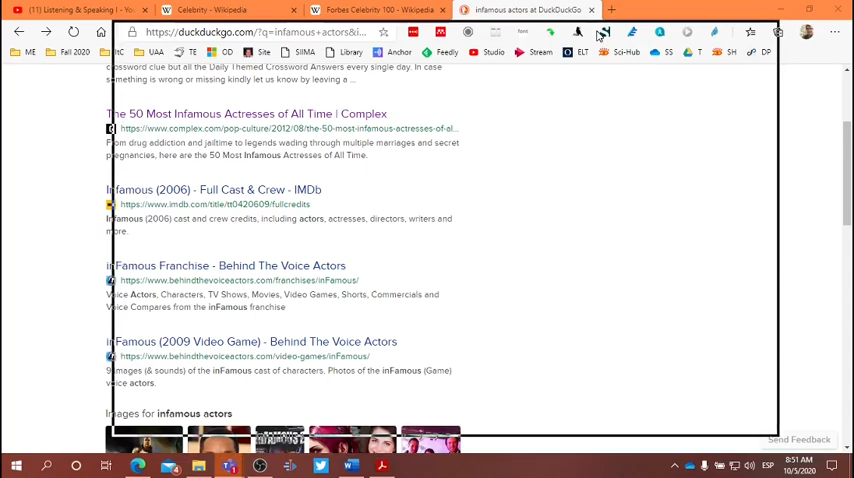 (11) Listening & Speaking I - You
Celebrity - Wikipedia
Forbes Celebrity 100 - Wikipedia
infamous actors at DuckDuckGo
https://duckduckgo.com/?q=infamous+actors&i...
ME
Fall 2020
ItC
UAA
TE
OD
Site
SIIMA
Library
Anchor
Feedly
Studio
Stream
ELT
Sci-Hub
SS
SH
DP
crossword clue but all the Daily Themed Crossword Answers every single day. In case
something is wrong or missing kindly let us know by leaving a ...
The 50 Most Infamous Actresses of All Time | Complex
https://www.complex.com/pop-culture/2012/08/the-50-most-infamous-actresses-of-al...
From drug addiction and jailtime to legends wading through multiple marriages and secret
pregnancies, here are the 50 Most Infamous Actresses of All Time.
Infamous (2006) - Full Cast & Crew - IMDb
https://www.imdb.com/title/tt0420609/fullcredits
Infamous (2006) cast and crew credits, including actors, actresses, directors, writers and
more.
inFamous Franchise - Behind The Voice Actors
https://www.behindthevoiceactors.com/franchises/inFamous/
Voice Actors, Characters, TV Shows, Movies, Video Games, Shorts, Commercials and
Voice Compares from the inFamous franchise
inFamous (2009 Video Game) - Behind The Voice Actors
https://www.behindthevoiceactors.com/video-games/inFamous/
9 images (& sounds) of the inFamous cast of characters. Photos of the inFamous (Game)
voice actors.
Images for infamous actors
Send Feedback
ESP
8:51 AM
10/5/2020